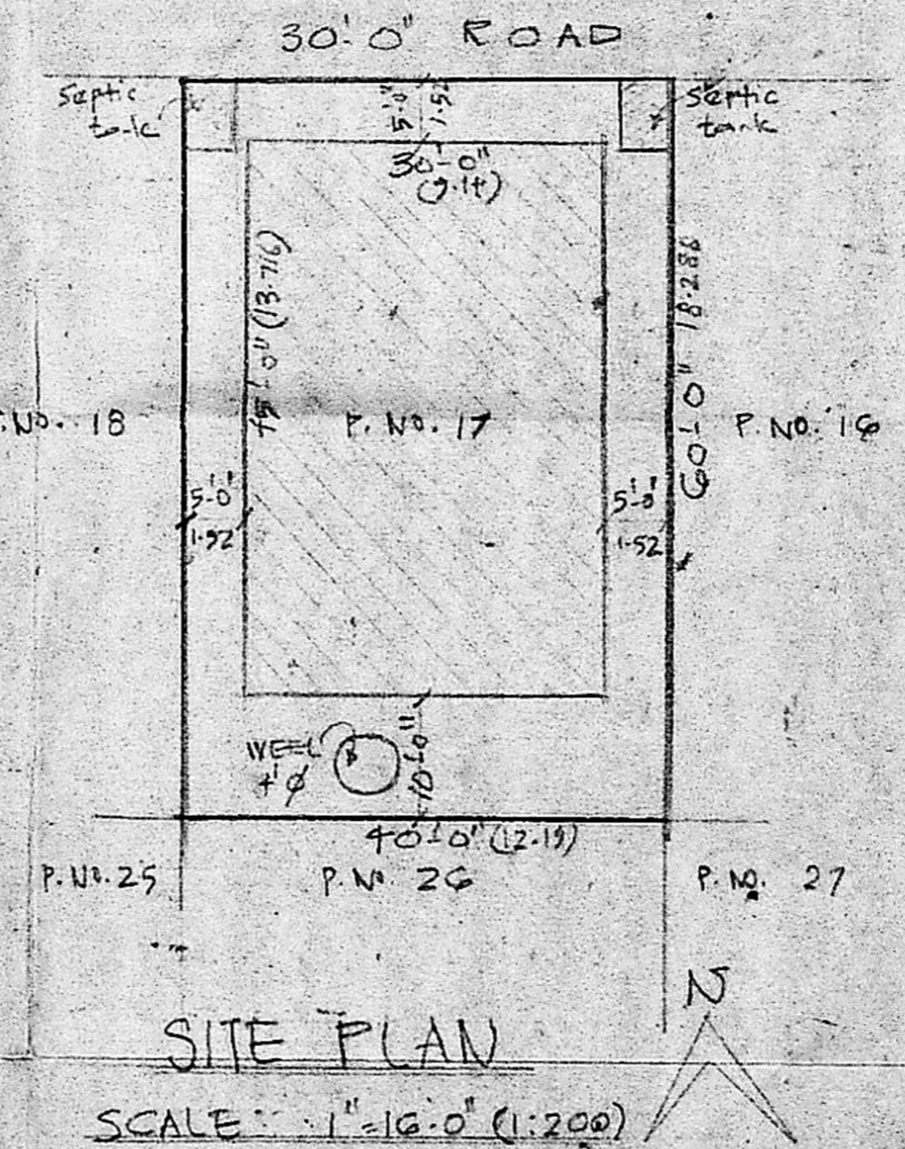 30'-0" ROAD
Septic
tank
Septic
tank
5'-0"
1.52
30'-0"
(9.14)
45'-0" (13.716)
60'-0" 18.288
P.NO. 18
P. NO. 17
P. NO. 16
5'-0"
1.52
5'-0"
1.52
WELL
4' φ
10'-0"
40'-0" (12.19)
P. NO. 25
P. NO. 26
P. NO. 27
N
SITE PLAN
SCALE : 1"=16'-0" (1:200)